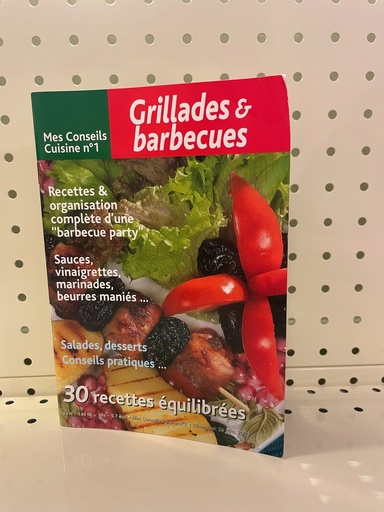 Mes Conseils
Cuisine n°1
Grillades &
barbecues
Recettes &
organisation
complète d'une
"barbecue party"
Sauces,
vinaigrettes,
marinades,
beurres maniés ...
Salades, desserts
Conseils pratiques ...
30 recettes équilibrées